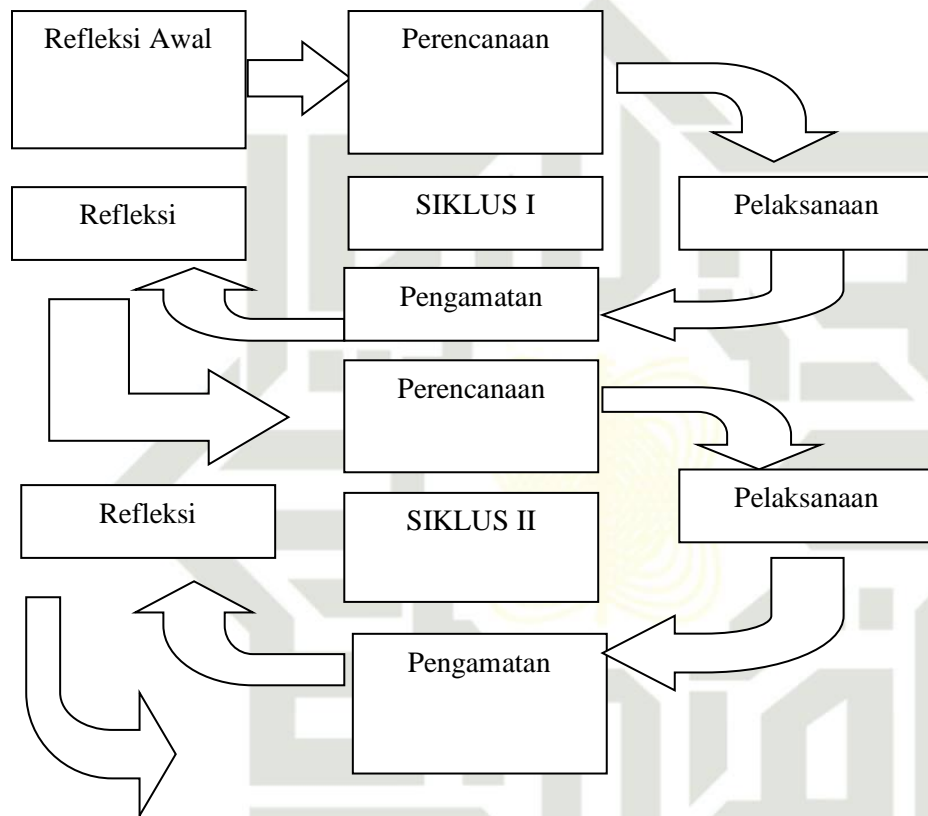 Refleksi Awal
Perencanaan
Refleksi
SIKLUS I
Pelaksanaan
Pengamatan
Perencanaan
Refleksi
SIKLUS II
Pelaksanaan
Pengamatan